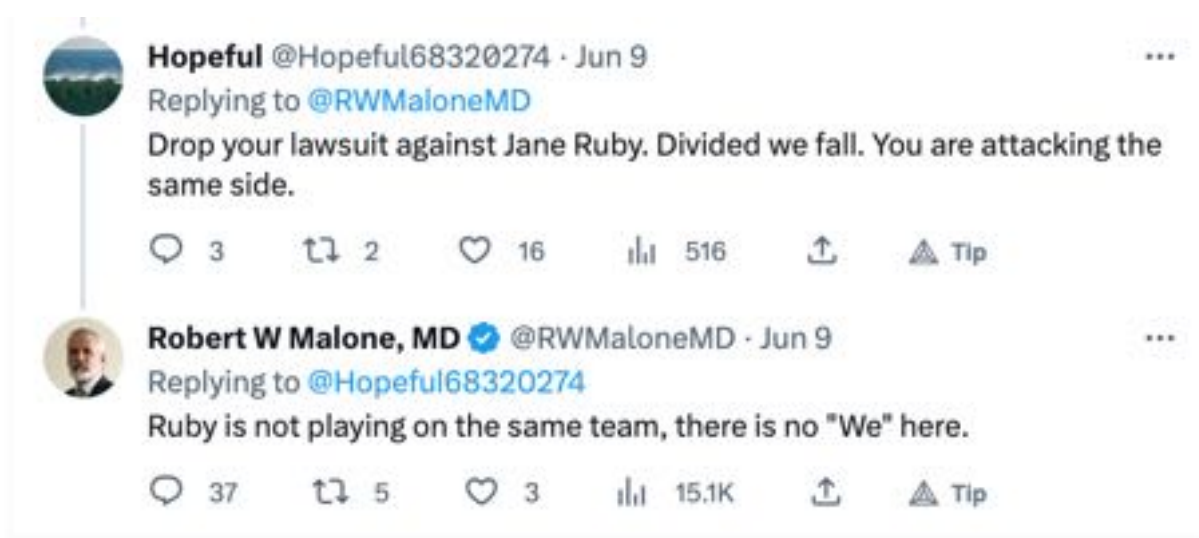 Hopeful @Hopeful68320274 · Jun 9
Replying to @RWMaloneMD
Drop your lawsuit against Jane Ruby. Divided we fall. You are attacking the
same side.
3 2 16 516 Tip
Robert W Malone, MD @RWMaloneMD · Jun 9
Replying to @Hopeful68320274
Ruby is not playing on the same team, there is no "We" here.
37 5 3 15.1K Tip